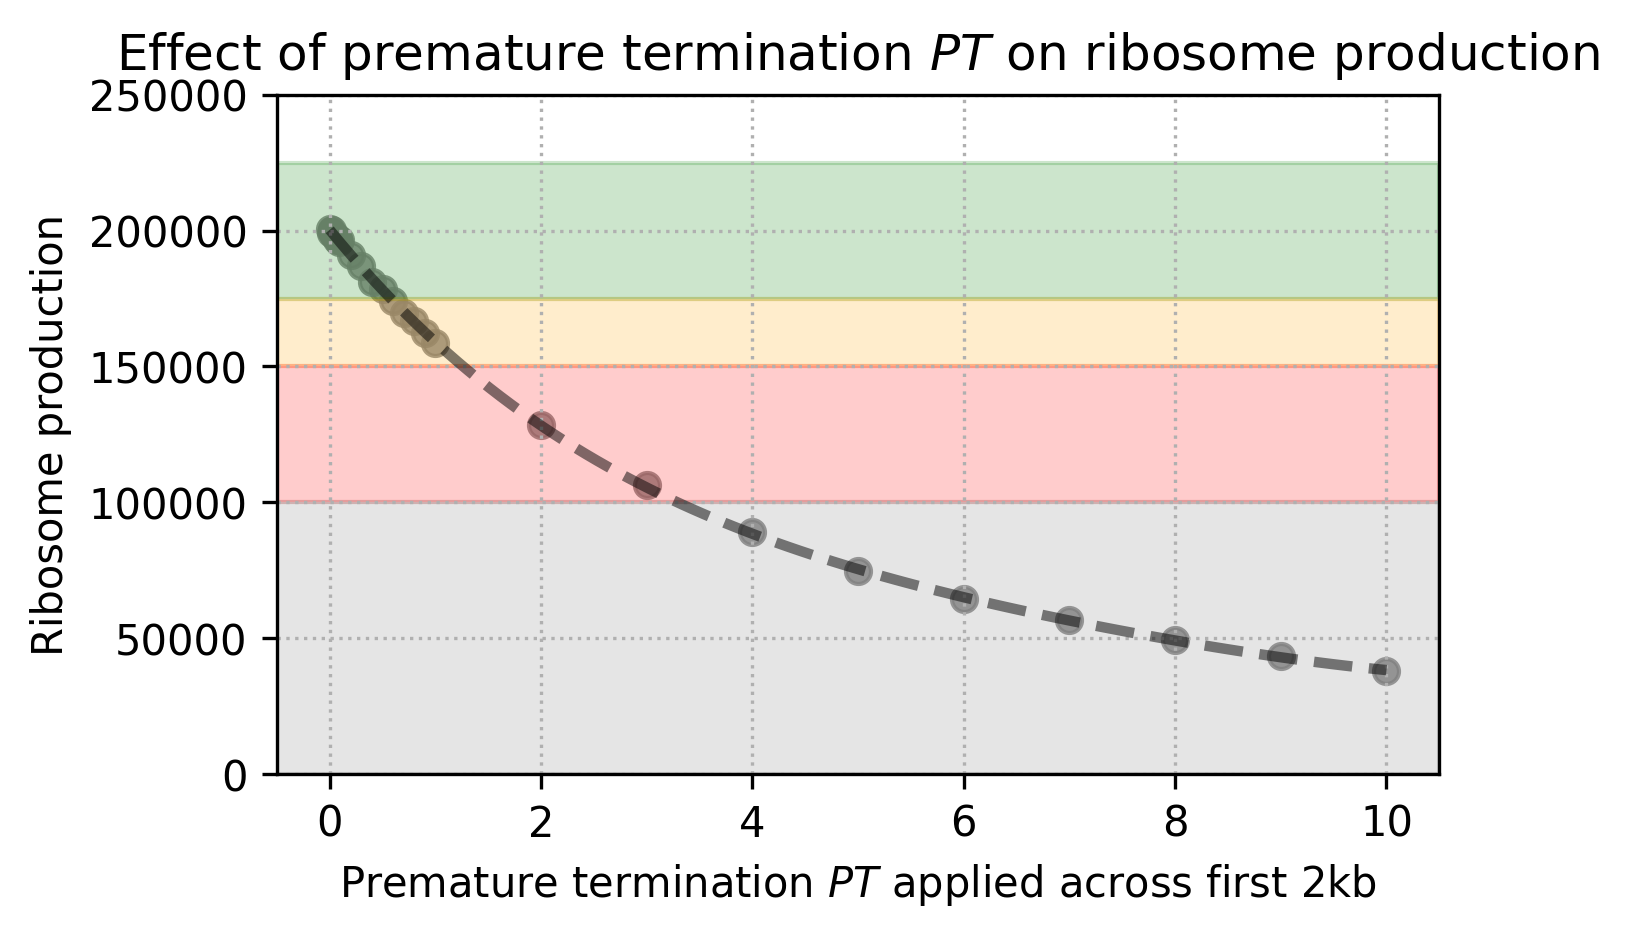 Effect of premature termination PT on ribosome production
250000
200000
150000
100000
50000
0
Ribosome production
0 2 4 6 8 10
Premature termination PT applied across first 2kb